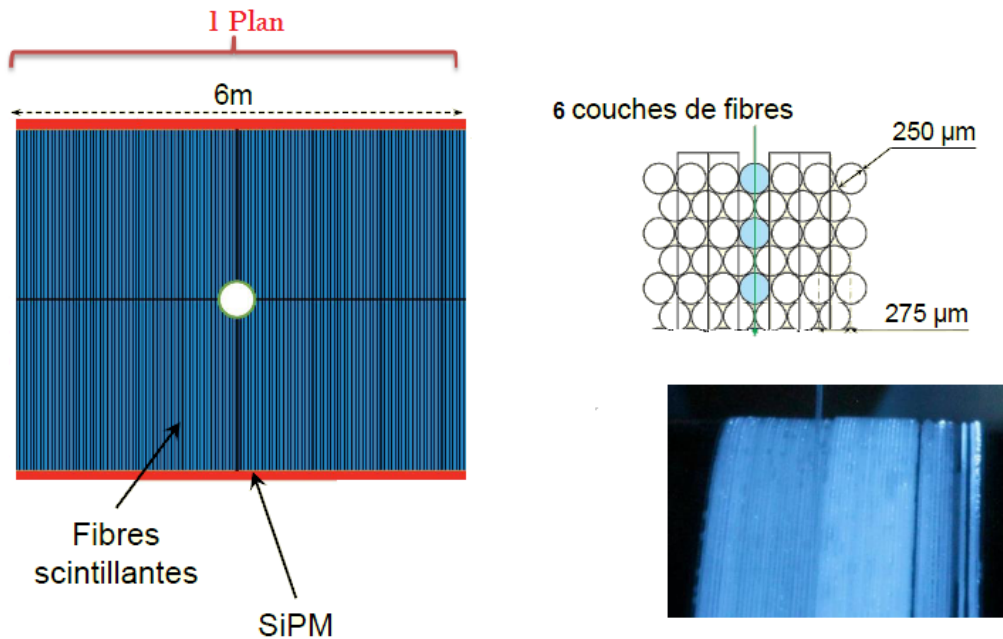 1 Plan
6m
6 couches de fibres
250 µm
275 µm
Fibres
scintillantes
SiPM